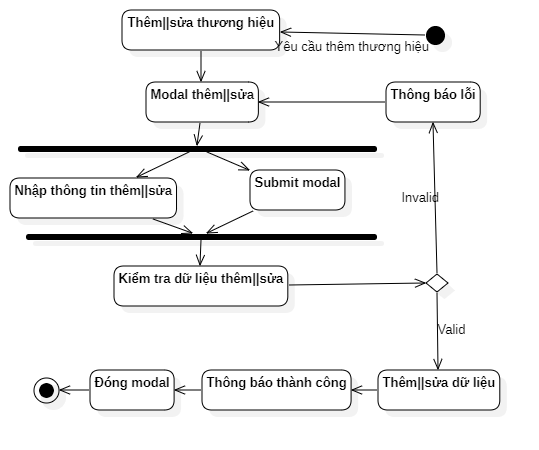 Thêm||sửa thương hiệu
Yêu cầu thêm thương hiệu
Modal thêm||sửa
Thông báo lỗi
Nhập thông tin thêm||sửa
Submit modal
Invalid
Kiểm tra dữ liệu thêm||sửa
Valid
Đóng modal
Thông báo thành công
Thêm||sửa dữ liệu